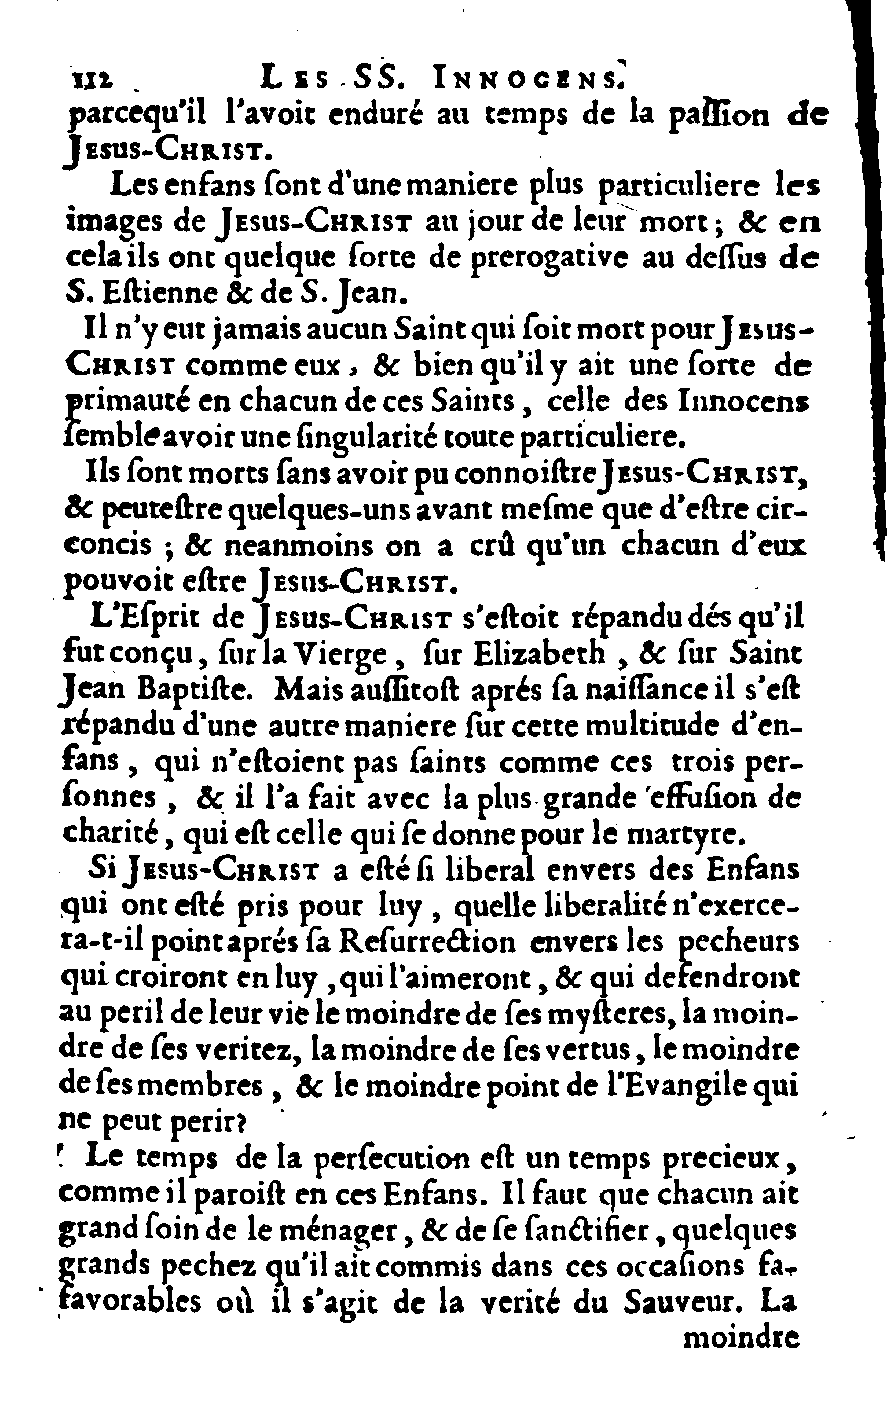 112 LES SS. INNOCENS.
parcequ'il l'avoit enduré au temps de la paſſion de
JESUS-CHRIST.
Les enfans ſont d'une maniere plus particuliere les
images de JESUS-CHRIST au jour de leur mort ; & en
cela ils ont quelque ſorte de prerogative au deſſus de
S. Eſtienne & de S. Jean.
Il n'y eut jamais aucun Saint qui ſoit mort pour JESUS-
CHRIST comme eux, & bien qu'il y ait une ſorte de
primauté en chacun de ces Saints, celle des Innocens
ſemble avoir une ſingularité toute particuliere.
Ils ſont morts ſans avoir pu connoiſtre JESUS-CHRIST,
& peuteſtre quelques-uns avant meſme que d'eſtre cir-
concis ; & neanmoins on a crû qu'un chacun d'eux
pouvoit eſtre JESUS-CHRIST.
L'Eſprit de JESUS-CHRIST s'eſtoit répandu dés qu'il
fut conçu, ſur la Vierge, ſur Elizabeth, & ſur Saint
Jean Baptiſte. Mais auſſitoſt aprés ſa naiſſance il s'eſt
répandu d'une autre maniere ſur cette multitude d'en-
fans, qui n'eſtoient pas ſaints comme ces trois per-
ſonnes, & il l'a fait avec la plus grande effuſion de
charité, qui eſt celle qui ſe donne pour le martyre.
Si JESUS-CHRIST a eſté ſi liberal envers des Enfans
qui ont eſté pris pour luy, quelle liberalité n'exerce-
ra-t-il point aprés ſa Reſurrection envers les pecheurs
qui croiront en luy, qui l'aimeront, & qui defendront
au peril de leur vie le moindre de ſes myſteres, la moin-
dre de ſes veritez, la moindre de ſes vertus, le moindre
de ſes membres, & le moindre point de l'Evangile qui
ne peut perir?
Le temps de la perſecution eſt un temps precieux,
comme il paroiſt en ces Enfans. Il faut que chacun ait
grand ſoin de le ménager, & de ſe ſanctifier, quelques
grands pechez qu'il ait commis dans ces occaſions fa-
favorables où il s'agit de la verité du Sauveur. La
moindre